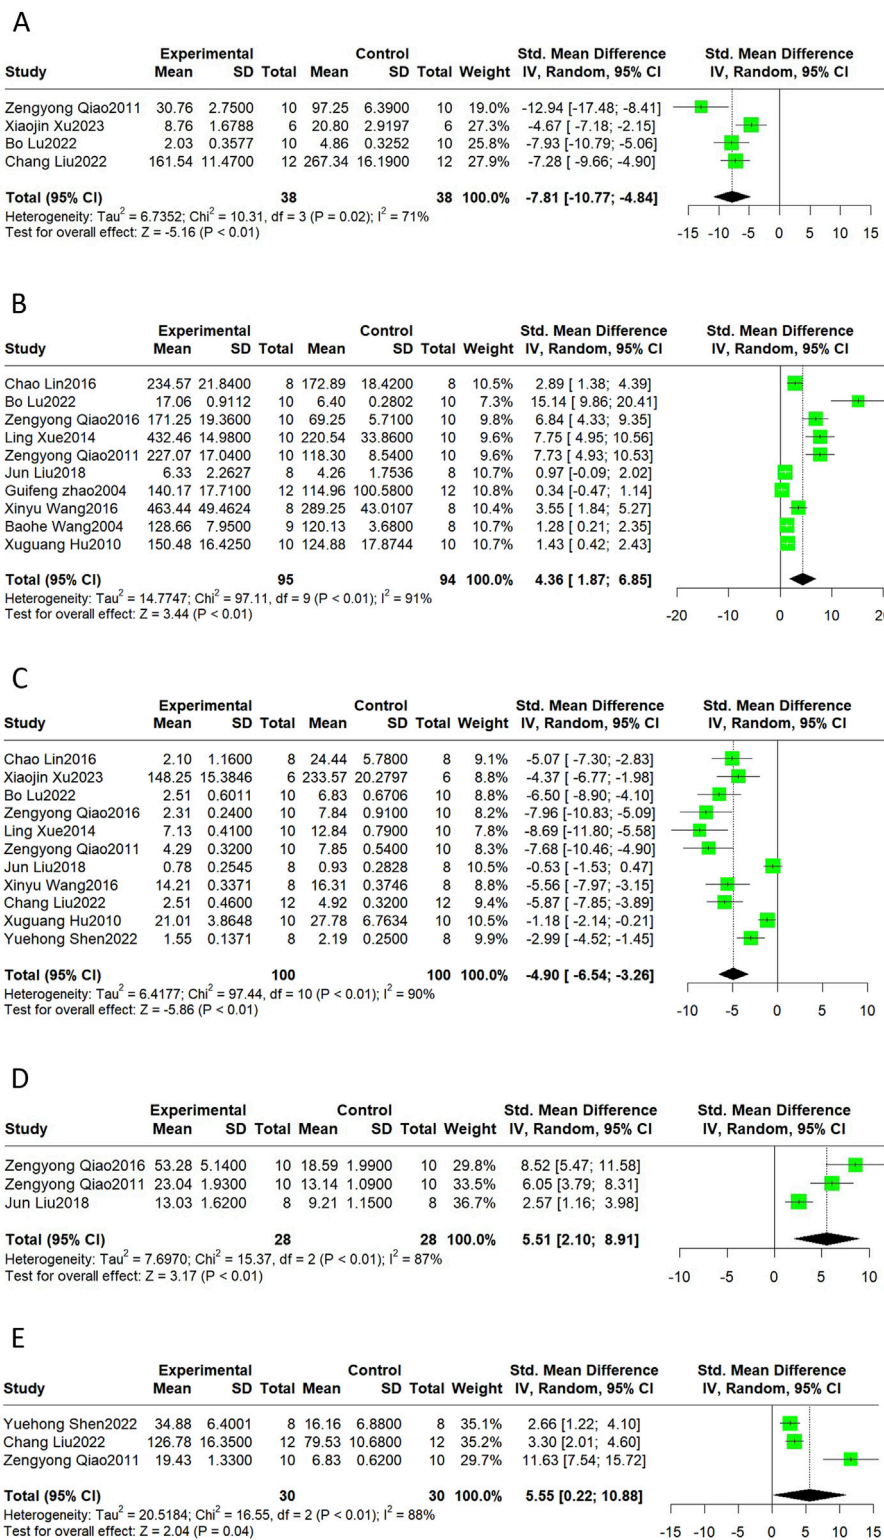 A
Experimental Control Std. Mean Difference Std. Mean Difference
Study Mean SD Total Mean SD Total Weight IV, Random, 95% CI IV, Random, 95% CI
Zengyong Qiao2011 30.76 2.7500 10 97.25 6.3900 10 19.0% -12.94 [-17.48; -8.41]
Xiaojin Xu2023 8.76 1.6788 6 20.80 2.9197 6 27.3% -4.67 [ -7.18; -2.15]
Bo Lu2022 2.03 0.3577 10 4.86 0.3252 10 25.8% -7.93 [-10.79; -5.06]
Chang Liu2022 161.54 11.4700 12 267.34 16.1900 12 27.9% -7.28 [ -9.66; -4.90]
Total (95% CI) 38 38 100.0% -7.81 [-10.77; -4.84]
Heterogeneity: Tau² = 6.7352; Chi² = 10.31, df = 3 (P = 0.02); I² = 71%
Test for overall effect: Z = -5.16 (P < 0.01)
-15 -10 -5 0 5 10 15
B
Experimental Control Std. Mean Difference Std. Mean Difference
Study Mean SD Total Mean SD Total Weight IV, Random, 95% CI IV, Random, 95% CI
Chao Lin2016 234.57 21.8400 8 172.89 18.4200 8 10.5% 2.89 [ 1.38; 4.39]
Bo Lu2022 17.06 0.9112 10 6.40 0.2802 10 7.3% 15.14 [ 9.86; 20.41]
Zengyong Qiao2016 171.25 19.3600 10 69.25 5.7100 10 9.8% 6.84 [ 4.33; 9.35]
Ling Xue2014 432.46 14.9800 10 220.54 33.8600 10 9.6% 7.75 [ 4.95; 10.56]
Zengyong Qiao2011 227.07 17.0400 10 118.30 8.5400 10 9.6% 7.73 [ 4.93; 10.53]
Jun Liu2018 6.33 2.2627 8 4.26 1.7536 8 10.7% 0.97 [ -0.09; 2.02]
Guifeng zhao2004 140.17 17.7100 12 114.96 100.5800 12 10.8% 0.34 [ -0.47; 1.14]
Xinyu Wang2016 463.44 49.4624 8 289.25 43.0107 8 10.4% 3.55 [ 1.84; 5.27]
Baohe Wang2004 128.66 7.9500 9 120.13 3.6800 8 10.7% 1.28 [ 0.21; 2.35]
Xuguang Hu2010 150.48 16.4250 10 124.88 17.8744 10 10.7% 1.43 [ 0.42; 2.43]
Total (95% CI) 95 94 100.0% 4.36 [ 1.87; 6.85]
Heterogeneity: Tau² = 14.7747; Chi² = 97.11, df = 9 (P < 0.01); I² = 91%
Test for overall effect: Z = 3.44 (P < 0.01)
-20 -10 0 10 20
C
Experimental Control Std. Mean Difference Std. Mean Difference
Study Mean SD Total Mean SD Total Weight IV, Random, 95% CI IV, Random, 95% CI
Chao Lin2016 2.10 1.1600 8 24.44 5.7800 8 9.1% -5.07 [ -7.30; -2.83]
Xiaojin Xu2023 148.25 15.3846 6 233.57 20.2797 6 8.8% -4.37 [ -6.77; -1.98]
Bo Lu2022 2.51 0.6011 10 6.83 0.6706 10 8.8% -6.50 [ -8.90; -4.10]
Zengyong Qiao2016 2.31 0.2400 10 7.84 0.9100 10 8.2% -7.96 [-10.83; -5.09]
Ling Xue2014 7.13 0.4100 10 12.84 0.7900 10 7.8% -8.69 [-11.80; -5.58]
Zengyong Qiao2011 4.29 0.3200 10 7.85 0.5400 10 8.3% -7.68 [-10.46; -4.90]
Jun Liu2018 0.78 0.2545 8 0.93 0.2828 8 10.5% -0.53 [ -1.53; 0.47]
Xinyu Wang2016 14.21 0.3371 8 16.31 0.3746 8 8.8% -5.56 [ -7.97; -3.15]
Chang Liu2022 2.51 0.4600 12 4.92 0.3200 12 9.4% -5.87 [ -7.85; -3.89]
Xuguang Hu2010 21.01 3.8648 10 27.78 6.7634 10 10.5% -1.18 [ -2.14; -0.21]
Yuehong Shen2022 1.55 0.1371 8 2.19 0.2500 8 9.9% -2.99 [ -4.52; -1.45]
Total (95% CI) 100 100 100.0% -4.90 [ -6.54; -3.26]
Heterogeneity: Tau² = 6.4177; Chi² = 97.44, df = 10 (P < 0.01); I² = 90%
Test for overall effect: Z = -5.86 (P < 0.01)
-10 -5 0 5 10
D
Experimental Control Std. Mean Difference Std. Mean Difference
Study Mean SD Total Mean SD Total Weight IV, Random, 95% CI IV, Random, 95% CI
Zengyong Qiao2016 53.28 5.1400 10 18.59 1.9900 10 29.8% 8.52 [5.47; 11.58]
Zengyong Qiao2011 23.04 1.9300 10 13.14 1.0900 10 33.5% 6.05 [3.79; 8.31]
Jun Liu2018 13.03 1.6200 8 9.21 1.1500 8 36.7% 2.57 [1.16; 3.98]
Total (95% CI) 28 28 100.0% 5.51 [2.10; 8.91]
Heterogeneity: Tau² = 7.6970; Chi² = 15.37, df = 2 (P < 0.01); I² = 87%
Test for overall effect: Z = 3.17 (P < 0.01)
-10 -5 0 5 10
E
Experimental Control Std. Mean Difference Std. Mean Difference
Study Mean SD Total Mean SD Total Weight IV, Random, 95% CI IV, Random, 95% CI
Yuehong Shen2022 34.88 6.4001 8 16.16 6.8800 8 35.1% 2.66 [1.22; 4.10]
Chang Liu2022 126.78 16.3500 12 79.53 10.6800 12 35.2% 3.30 [2.01; 4.60]
Zengyong Qiao2011 19.43 1.3300 10 6.83 0.6200 10 29.7% 11.63 [7.54; 15.72]
Total (95% CI) 30 30 100.0% 5.55 [0.22; 10.88]
Heterogeneity: Tau² = 20.5184; Chi² = 16.55, df = 2 (P < 0.01); I² = 88%
Test for overall effect: Z = 2.04 (P = 0.04)
-15 -10 -5 0 5 10 15